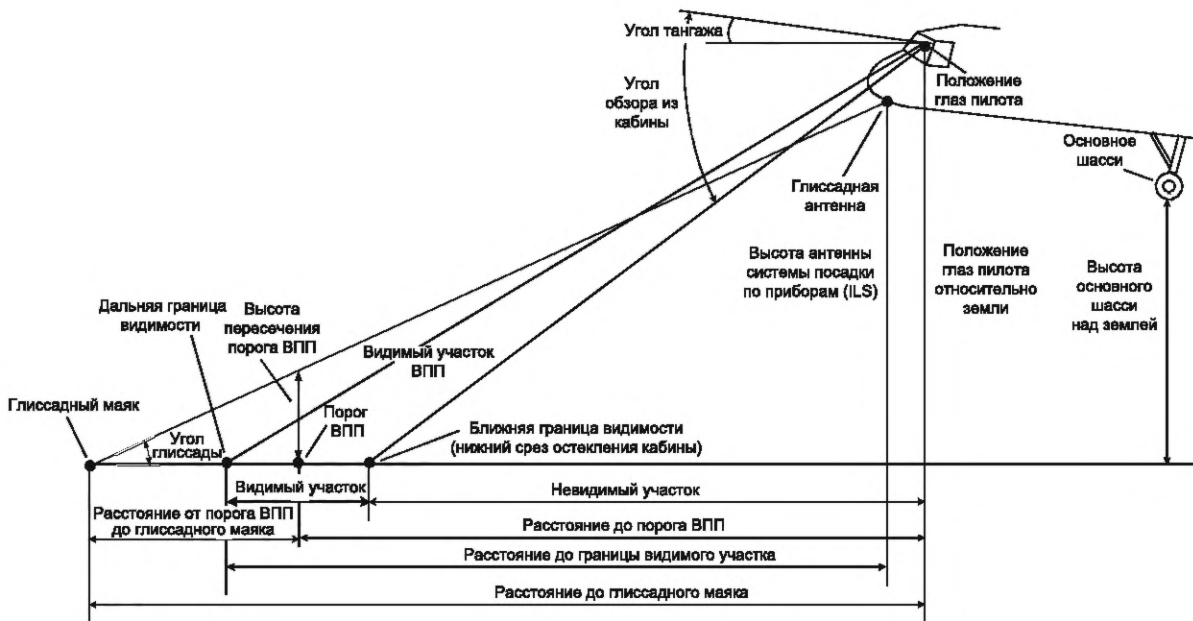 Угол тангажа
Угол
обзора из
кабины
Положение
глаз пилота
Основное
шасси
Глиссадная
антенна
Высота антенны
системы посадки
по приборам (ILS)
Положение
глаз пилота
относительно
земли
Высота
основного
шасси
над землей
Дальняя граница
видимости
Высота
пересечения
порога ВПП
Видимый участок
ВПП
Глиссадный маяк
Угол
глиссады
Порог
ВПП
Ближняя граница видимости
(нижний срез остекления кабины)
Видимый участок
Невидимый участок
Расстояние от порога ВПП
до глиссадного маяка
Расстояние до порога ВПП
Расстояние до границы видимого участка
Расстояние до глиссадного маяка